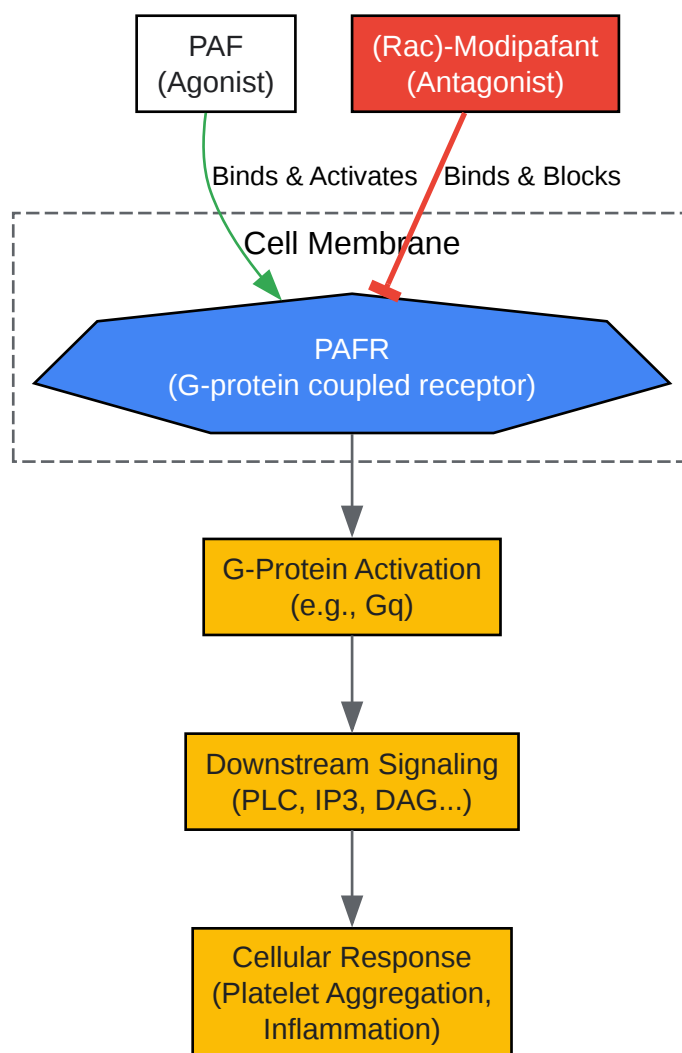 PAF
(Agonist)
(Rac)-Modipafant
(Antagonist)
Binds & Activates
Binds & Blocks
Cell Membrane
PAFR
(G-protein coupled receptor)
G-Protein Activation
(e.g., Gq)
Downstream Signaling
(PLC, IP3, DAG...)
Cellular Response
(Platelet Aggregation,
Inflammation)